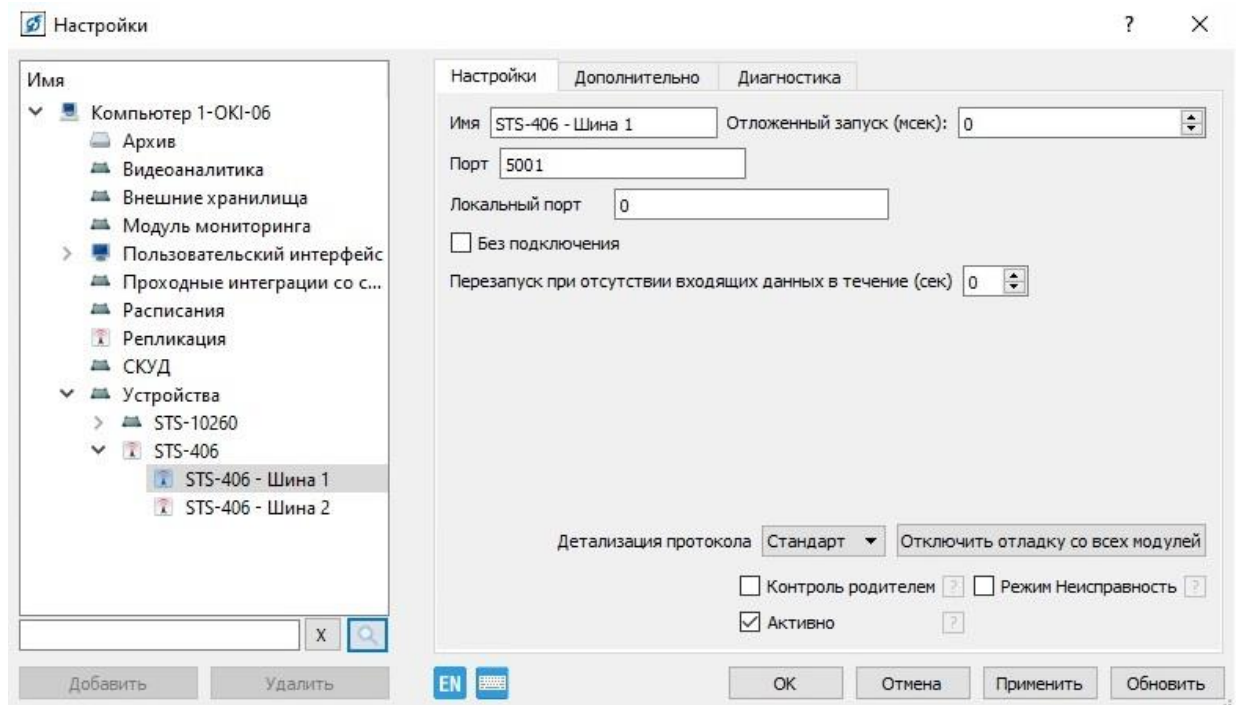 Настройки
?
Имя
Компьютер 1-OKI-06
Архив
Видеоаналитика
Внешние хранилища
Модуль мониторинга
Пользовательский интерфейс
Проходные интеграции со с...
Расписания
Репликация
СКУД
Устройства
STS-10260
STS-406
STS-406 - Шина 1
STS-406 - Шина 2
X
Добавить Удалить
Настройки Дополнительно Диагностика
Имя STS-406 - Шина 1 Отложенный запуск (мсек): 0
Порт 5001
Локальный порт 0
Без подключения
Перезапуск при отсутствии входящих данных в течение (сек) 0
Детализация протокола Стандарт Отключить отладку со всех модулей
Контроль родителем ? Режим Неисправность ?
Активно ?
EN OK Отмена Применить Обновить